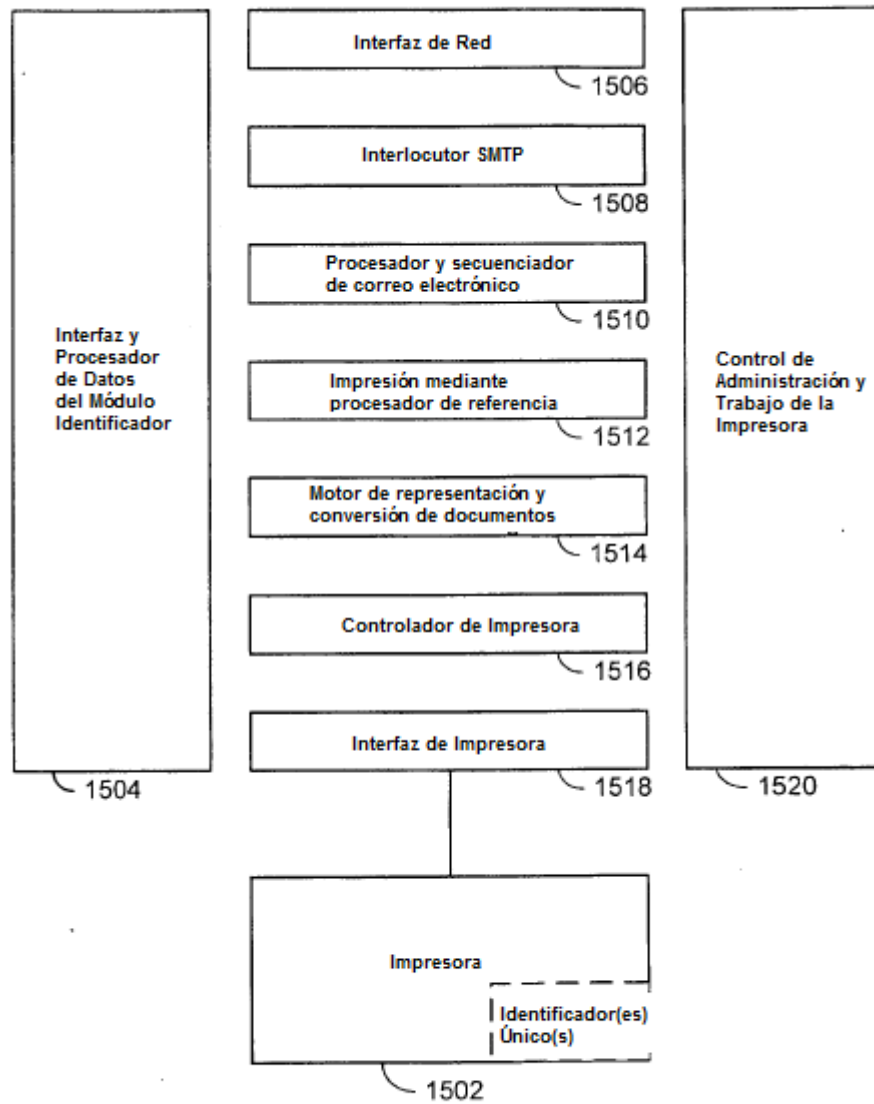 Interfaz de Red
1506
Interlocutor SMTP
1508
Procesador y secuenciador
de correo electrónico
1510
Interfaz y
Procesador
de Datos
del Módulo
Identificador
Impresión mediante
procesador de referencia
1512
Control de
Administración y
Trabajo de la
Impresora
Motor de representación y
conversión de documentos
1514
Controlador de Impresora
1516
Interfaz de Impresora
1518
1504
1520
Impresora
Identificador(es)
Único(s)
1502